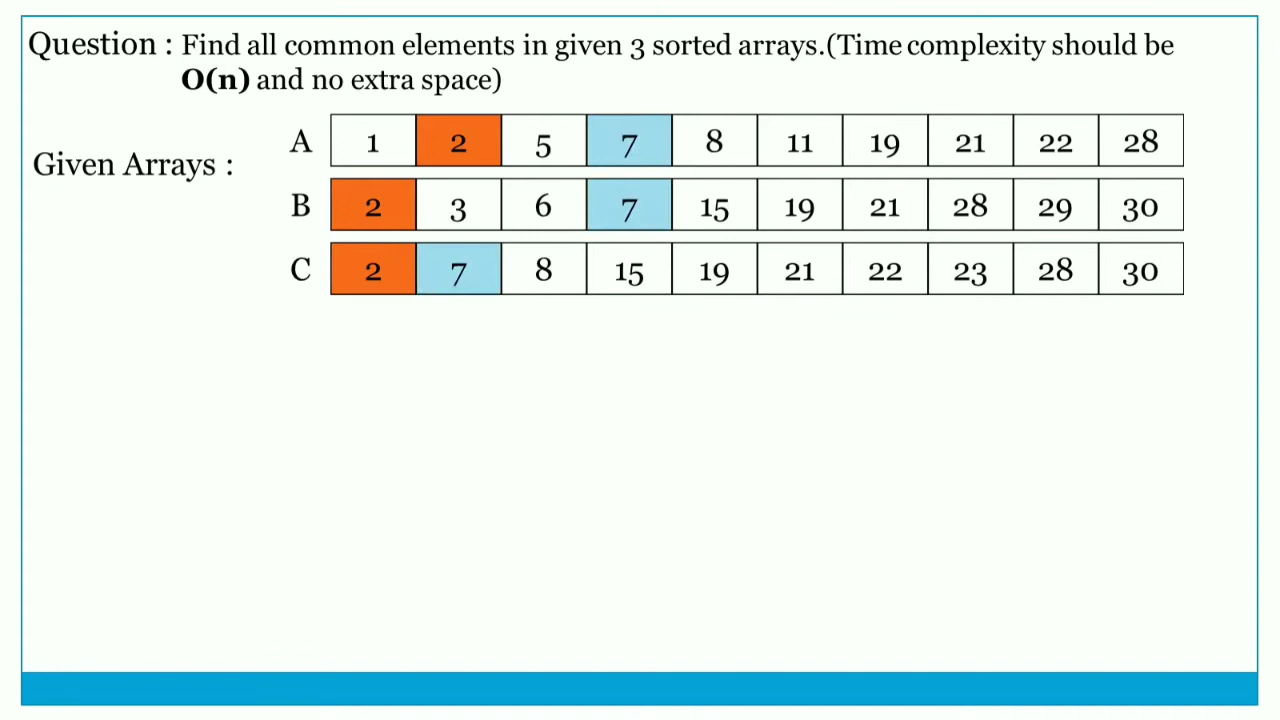 Question : Find all common elements in given 3 sorted arrays.(Time complexity should be
O(n) and no extra space)
Given Arrays :
A 1 2 5 7 8 11 19 21 22 28
B 2 3 6 7 15 19 21 28 29 30
C 2 7 8 15 19 21 22 23 28 30